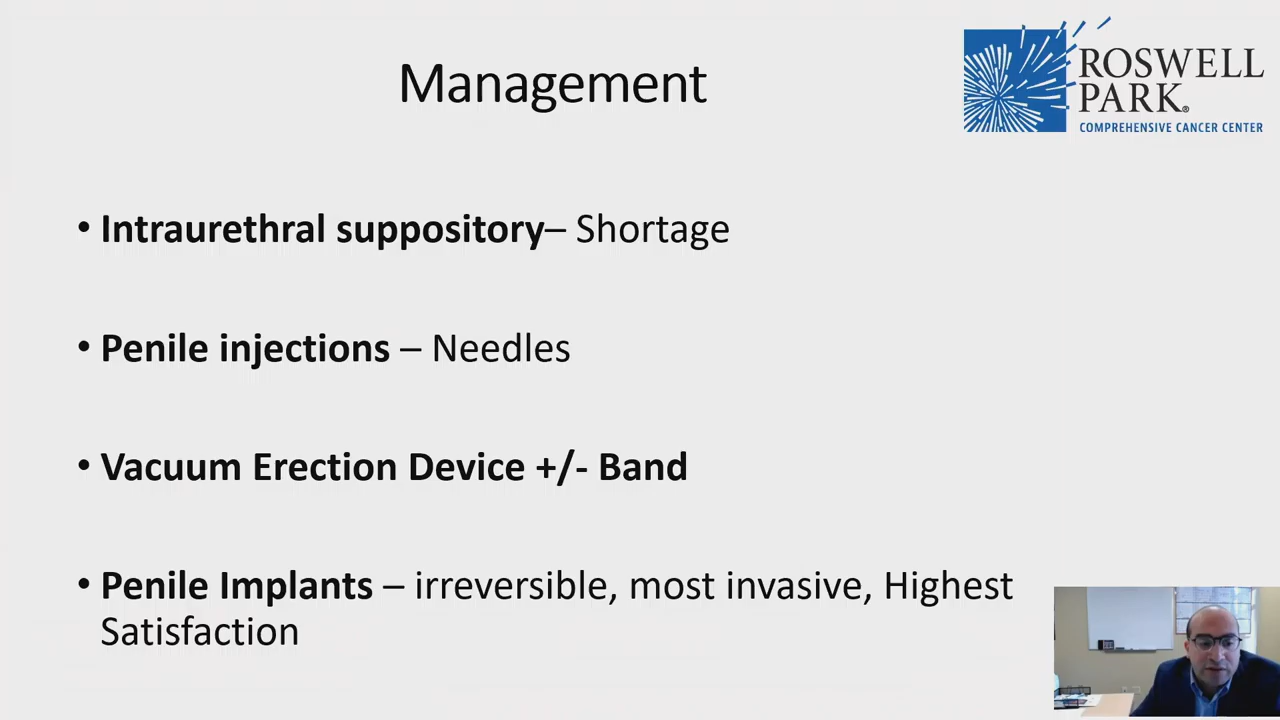 Management
ROSWELL
PARK®
COMPREHENSIVE CANCER CENTER
• Intraurethral suppository– Shortage
• Penile injections – Needles
• Vacuum Erection Device +/- Band
• Penile Implants – irreversible, most invasive, Highest
Satisfaction